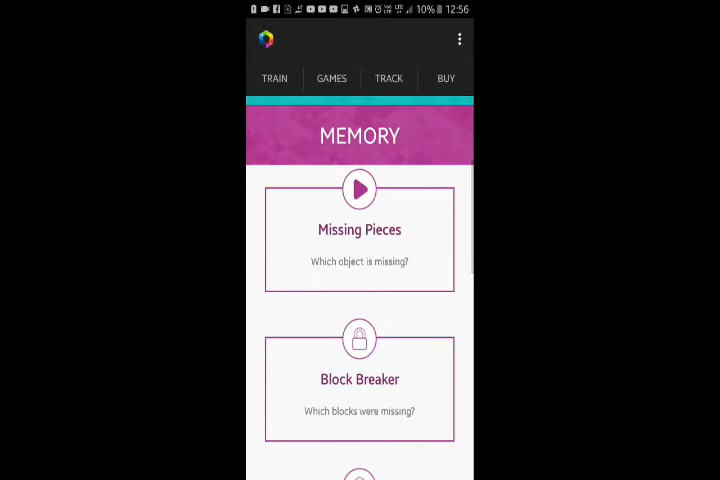 10% 12:56
TRAIN GAMES TRACK BUY
MEMORY
Missing Pieces
Which object is missing?
Block Breaker
Which blocks were missing?